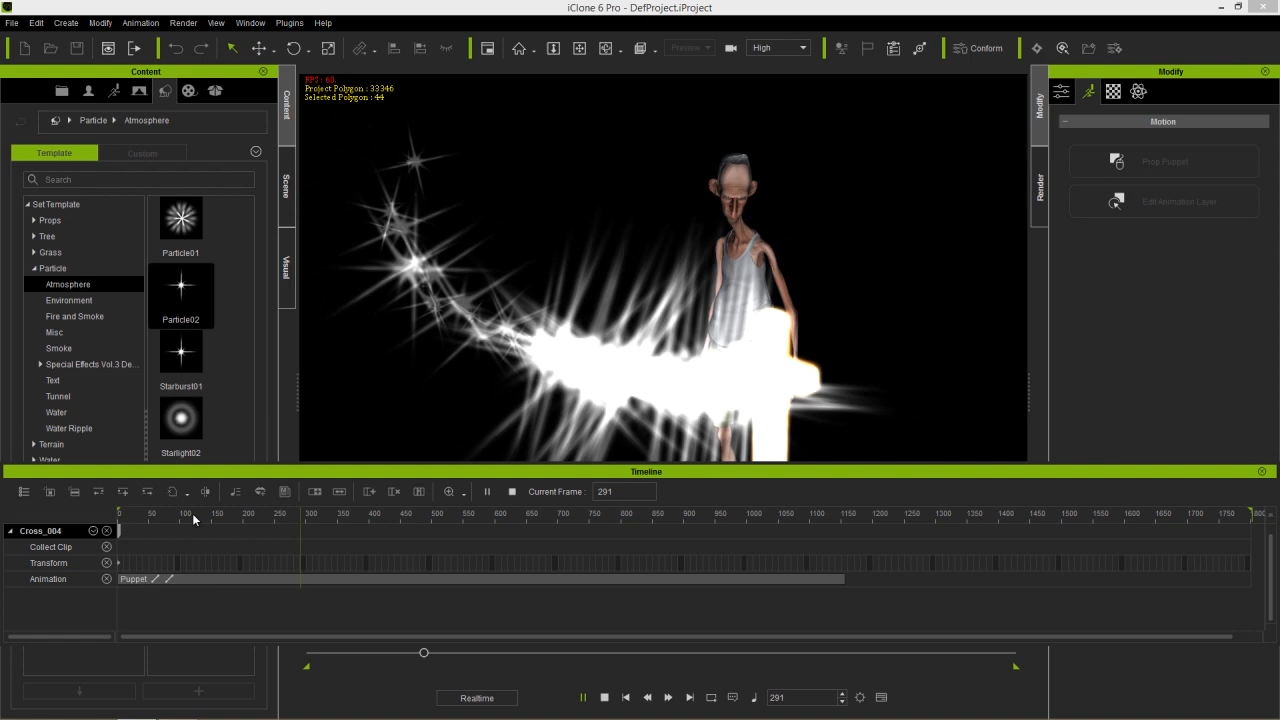 iClone 6 Pro - DefProject.iProject
File Edit Create Modify Animation Render View Window Plugins Help
Preview High Conform
Content
Particle Atmosphere
Template Custom
Search
Set Template
Props
Tree
Grass
Particle
Atmosphere
Environment
Fire and Smoke
Misc
Smoke
Special Effects Vol.3 De...
Text
Tunnel
Water
Water Ripple
Terrain
Water
Particle01
Particle02
Starburst01
Starlight02
Content
Scene
Visual
FPS : 60.
Project Polygon : 33346
Selected Polygon : 44
Modify
Render
Modify
Motion
Prop Puppet
Edit Animation Layer
Timeline
Current Frame : 291
0 50 100 150 200 250 300 350 400 450 500 550 600 650 700 750 800 850 900 950 1000 1050 1100 1150 1200 1250 1300 1350 1400 1450 1500 1550 1600 1650 1700 1750 1800
Cross_004
Collect Clip
Transform
Animation Puppet
Realtime 291